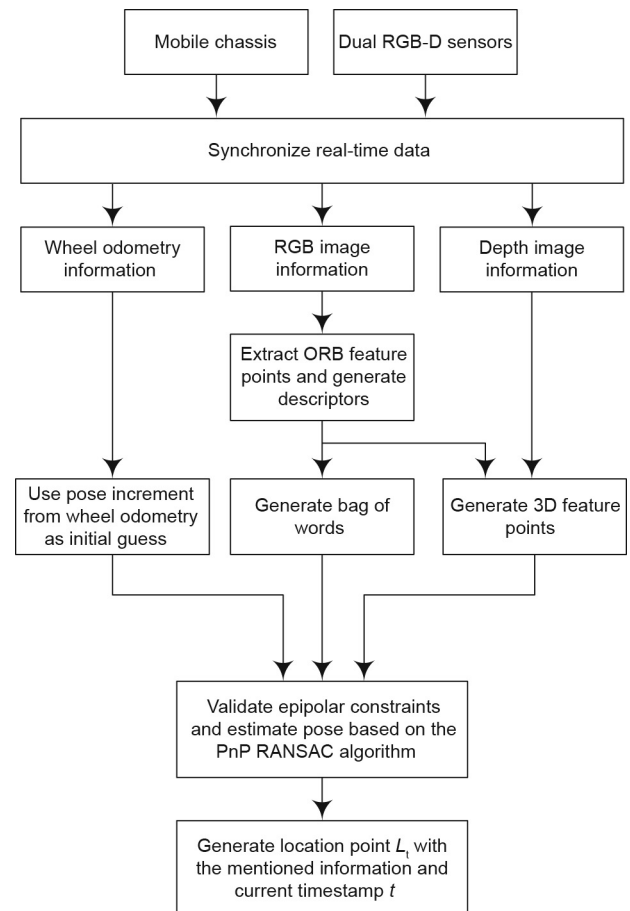 Mobile chassis
Dual RGB-D sensors
Synchronize real-time data
Wheel odometry
information
RGB image
information
Depth image
information
Extract ORB feature
points and generate
descriptors
Use pose increment
from wheel odometry
as initial guess
Generate bag of
words
Generate 3D feature
points
Validate epipolar constraints
and estimate pose based on the
PnP RANSAC algorithm
Generate location point Lt with
the mentioned information and
current timestamp t